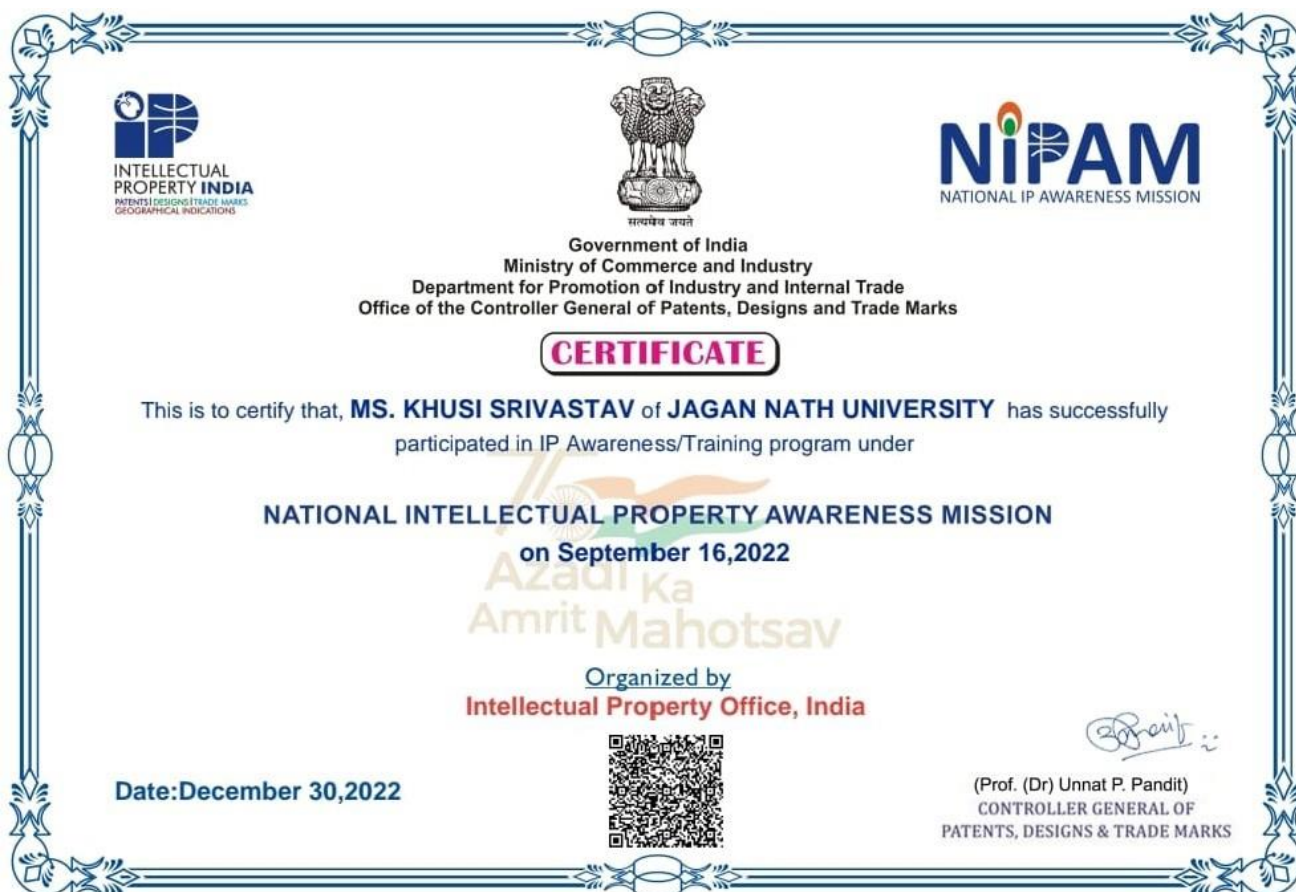 INTELLECTUAL
PROPERTY INDIA
PATENTS | DESIGNS | TRADE MARKS
GEOGRAPHICAL INDICATIONS
सत्यमेव जयते
NiPAM
NATIONAL IP AWARENESS MISSION
Government of India
Ministry of Commerce and Industry
Department for Promotion of Industry and Internal Trade
Office of the Controller General of Patents, Designs and Trade Marks
CERTIFICATE
This is to certify that, MS. KHUSI SRIVASTAV of JAGAN NATH UNIVERSITY has successfully
participated in IP Awareness/Training program under
NATIONAL INTELLECTUAL PROPERTY AWARENESS MISSION
on September 16,2022
75
Azadi Ka
Amrit Mahotsav
Organized by
Intellectual Property Office, India
Date:December 30,2022
(Prof. (Dr) Unnat P. Pandit)
CONTROLLER GENERAL OF
PATENTS, DESIGNS & TRADE MARKS